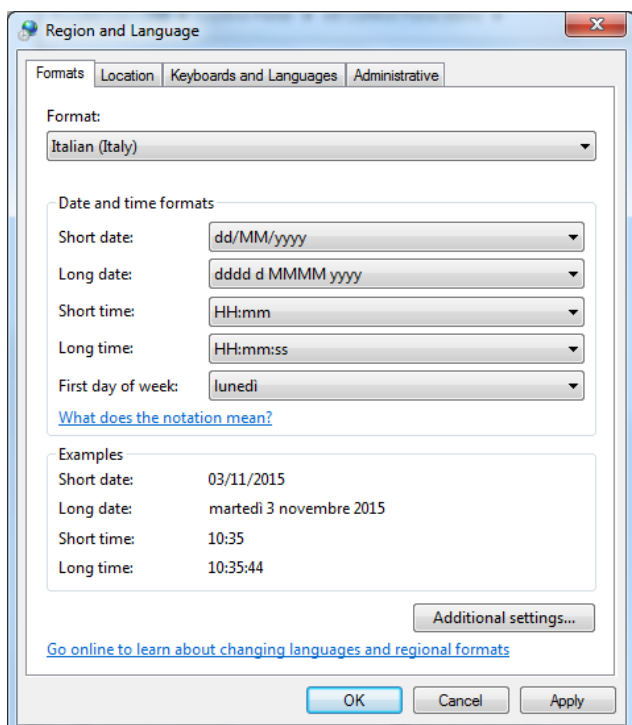 Region and Language
Formats Location Keyboards and Languages Administrative
Format:
Italian (Italy)
Date and time formats
Short date: dd/MM/yyyy
Long date: dddd d MMMM yyyy
Short time: HH:mm
Long time: HH:mm:ss
First day of week: lunedì
What does the notation mean?
Examples
Short date: 03/11/2015
Long date: martedì 3 novembre 2015
Short time: 10:35
Long time: 10:35:44
Additional settings...
Go online to learn about changing languages and regional formats
OK Cancel Apply